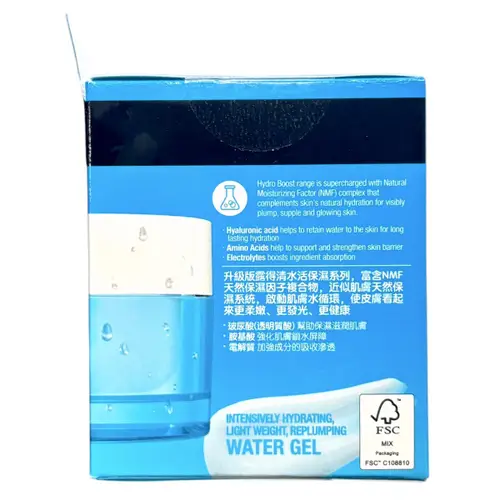 Hydro Boost range is supercharged with Natural
Moisturizing Factor (NMF) complex that
complements skin's natural hydration for visibly
plump, supple and glowing skin.
· Hyaluronic acid helps to retain water to the skin for long
lasting hydration
· Amino Acids help to support and strengthen skin barrier
· Electrolytes boosts ingredient absorption
升級版露得清水活保濕系列，富含NMF
天然保濕因子複合物，近似肌膚天然保
濕系統，啟動肌膚水循環，使皮膚看起
來更柔嫩、更發光、更健康
· 玻尿酸(透明質酸) 幫助保濕滋潤肌膚
· 胺基酸 強化肌膚鎖水屏障
· 電解質 加強成分的吸收滲透
INTENSIVELY HYDRATING,
LIGHT WEIGHT, REPLUMPING
WATER GEL
FSC
MIX
Packaging
FSC™ C108810